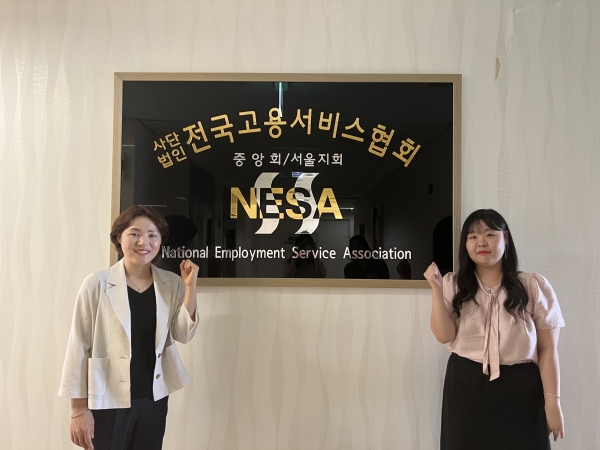 사단
법인 전국고용서비스협회
중앙회/서울지회
NESA
National Employment Service Association